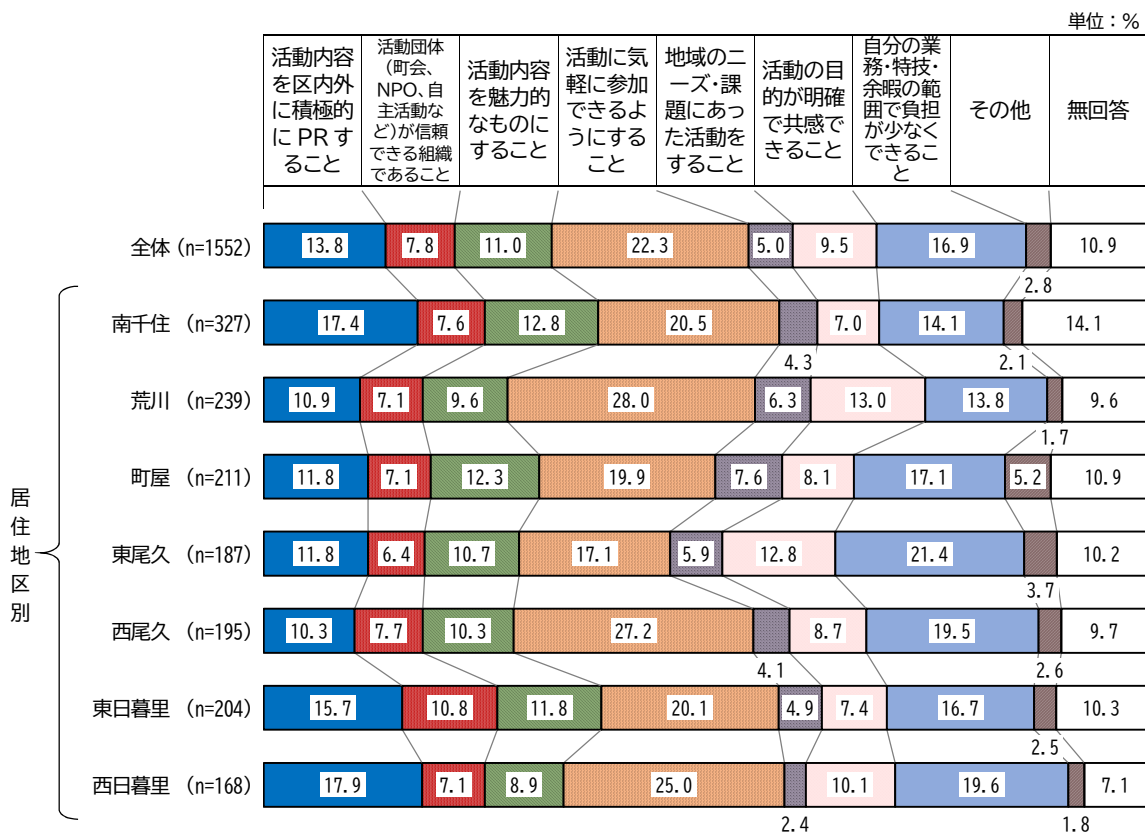 単位：%
活動内容
を区内外
に積極的
に PR す
ること
活動団体
（町会、
NPO、自
主活動な
ど）が信頼
できる組織
であること
活動内容
を魅力的
なものに
すること
活動に気
軽に参加
できるよ
うにする
こと
地域のニ
ーズ・課
題にあっ
た活動を
すること
活動の目
的が明確
で共感で
きること
自分の業
務・特技・
余暇の範
囲で負担
が少なく
できるこ
と
その他
無回答
全体（n=1552） 13.8 7.8 11.0 22.3 5.0 9.5 16.9 10.9
2.8
南千住（n=327） 17.4 7.6 12.8 20.5 7.0 14.1 14.1
4.3 2.1
荒川（n=239） 10.9 7.1 9.6 28.0 6.3 13.0 13.8 9.6
1.7
町屋（n=211） 11.8 7.1 12.3 19.9 7.6 8.1 17.1 5.2 10.9
東尾久（n=187） 11.8 6.4 10.7 17.1 5.9 12.8 21.4 10.2
3.7
西尾久（n=195） 10.3 7.7 10.3 27.2 8.7 19.5 9.7
4.1 2.6
東日暮里（n=204） 15.7 10.8 11.8 20.1 4.9 7.4 16.7 10.3
2.5
西日暮里（n=168） 17.9 7.1 8.9 25.0 10.1 19.6 7.1
2.4 1.8
居住地区別